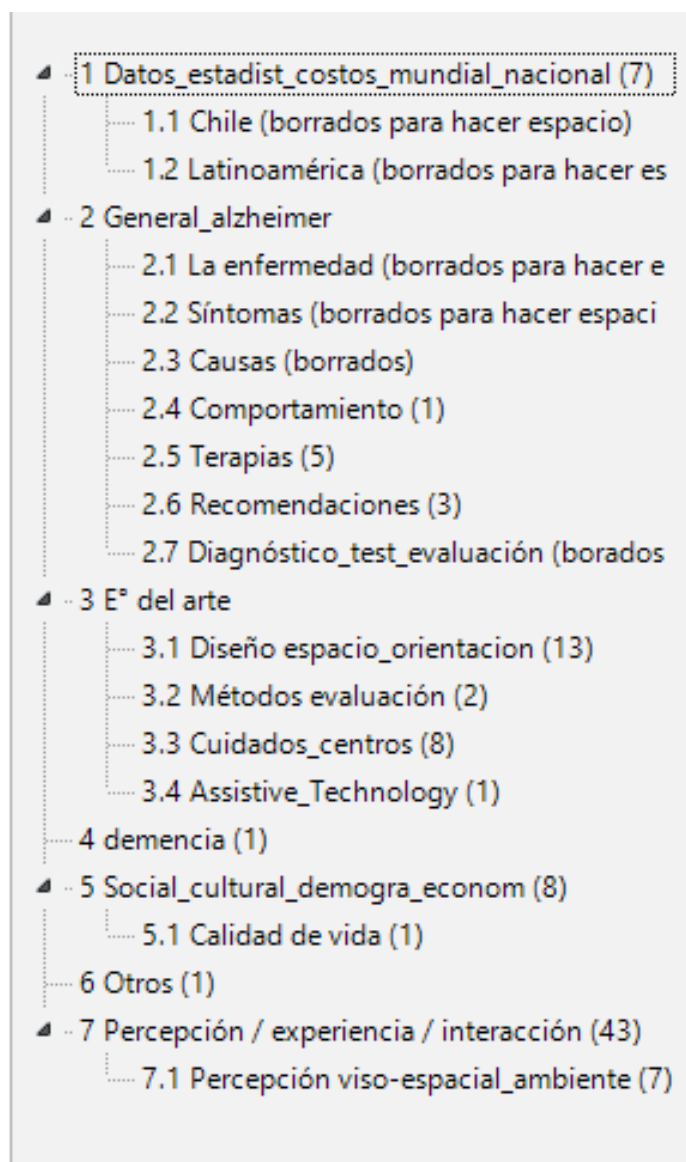 1 Datos_estadist_costos_mundial_nacional (7)
1.1 Chile (borrados para hacer espacio)
1.2 Latinoamérica (borrados para hacer es
2 General_alzheimer
2.1 La enfermedad (borrados para hacer e
2.2 Síntomas (borrados para hacer espaci
2.3 Causas (borrados)
2.4 Comportamiento (1)
2.5 Terapias (5)
2.6 Recomendaciones (3)
2.7 Diagnóstico_test_evaluación (borados
3 E° del arte
3.1 Diseño espacio_orientacion (13)
3.2 Métodos evaluación (2)
3.3 Cuidados_centros (8)
3.4 Assistive_Technology (1)
4 demencia (1)
5 Social_cultural_demogra_econom (8)
5.1 Calidad de vida (1)
6 Otros (1)
7 Percepción / experiencia / interacción (43)
7.1 Percepción viso-espacial_ambiente (7)